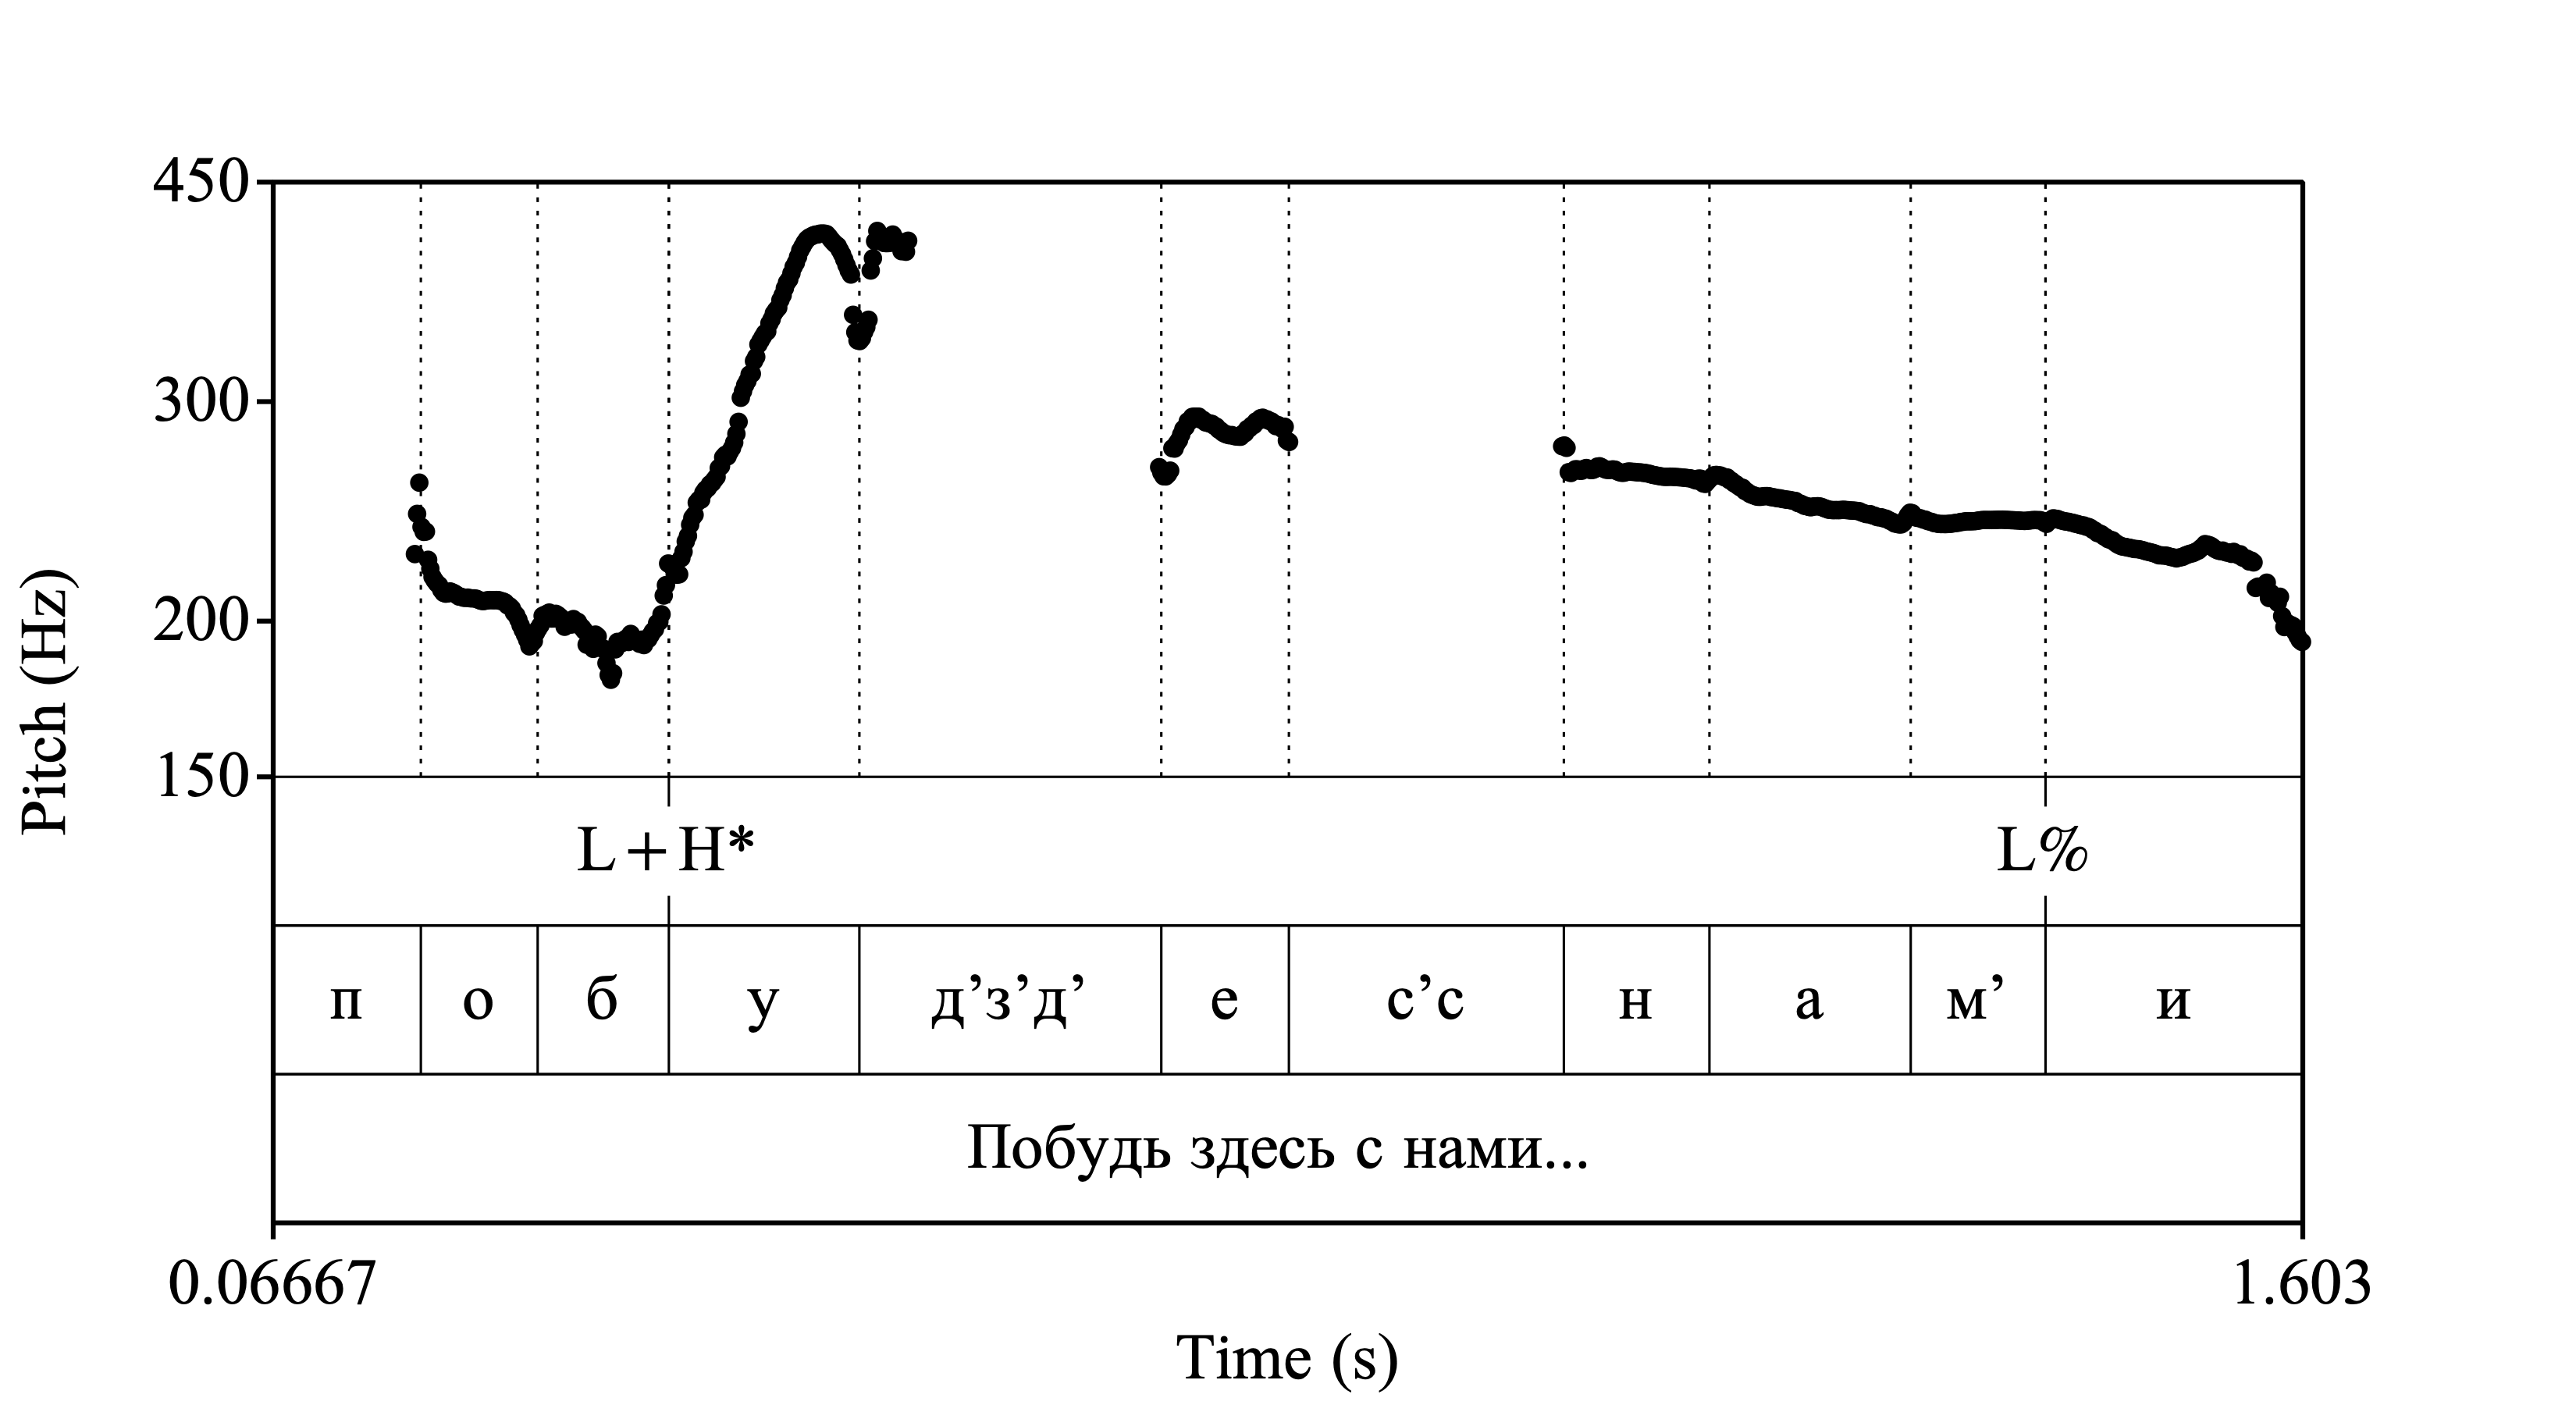 450
300
200
150
Pitch (Hz)
L+H* L%
п о б у д’з’д’ е с’с н а м’ и
Побудь здесь с нами...
0.06667 1.603
Time (s)